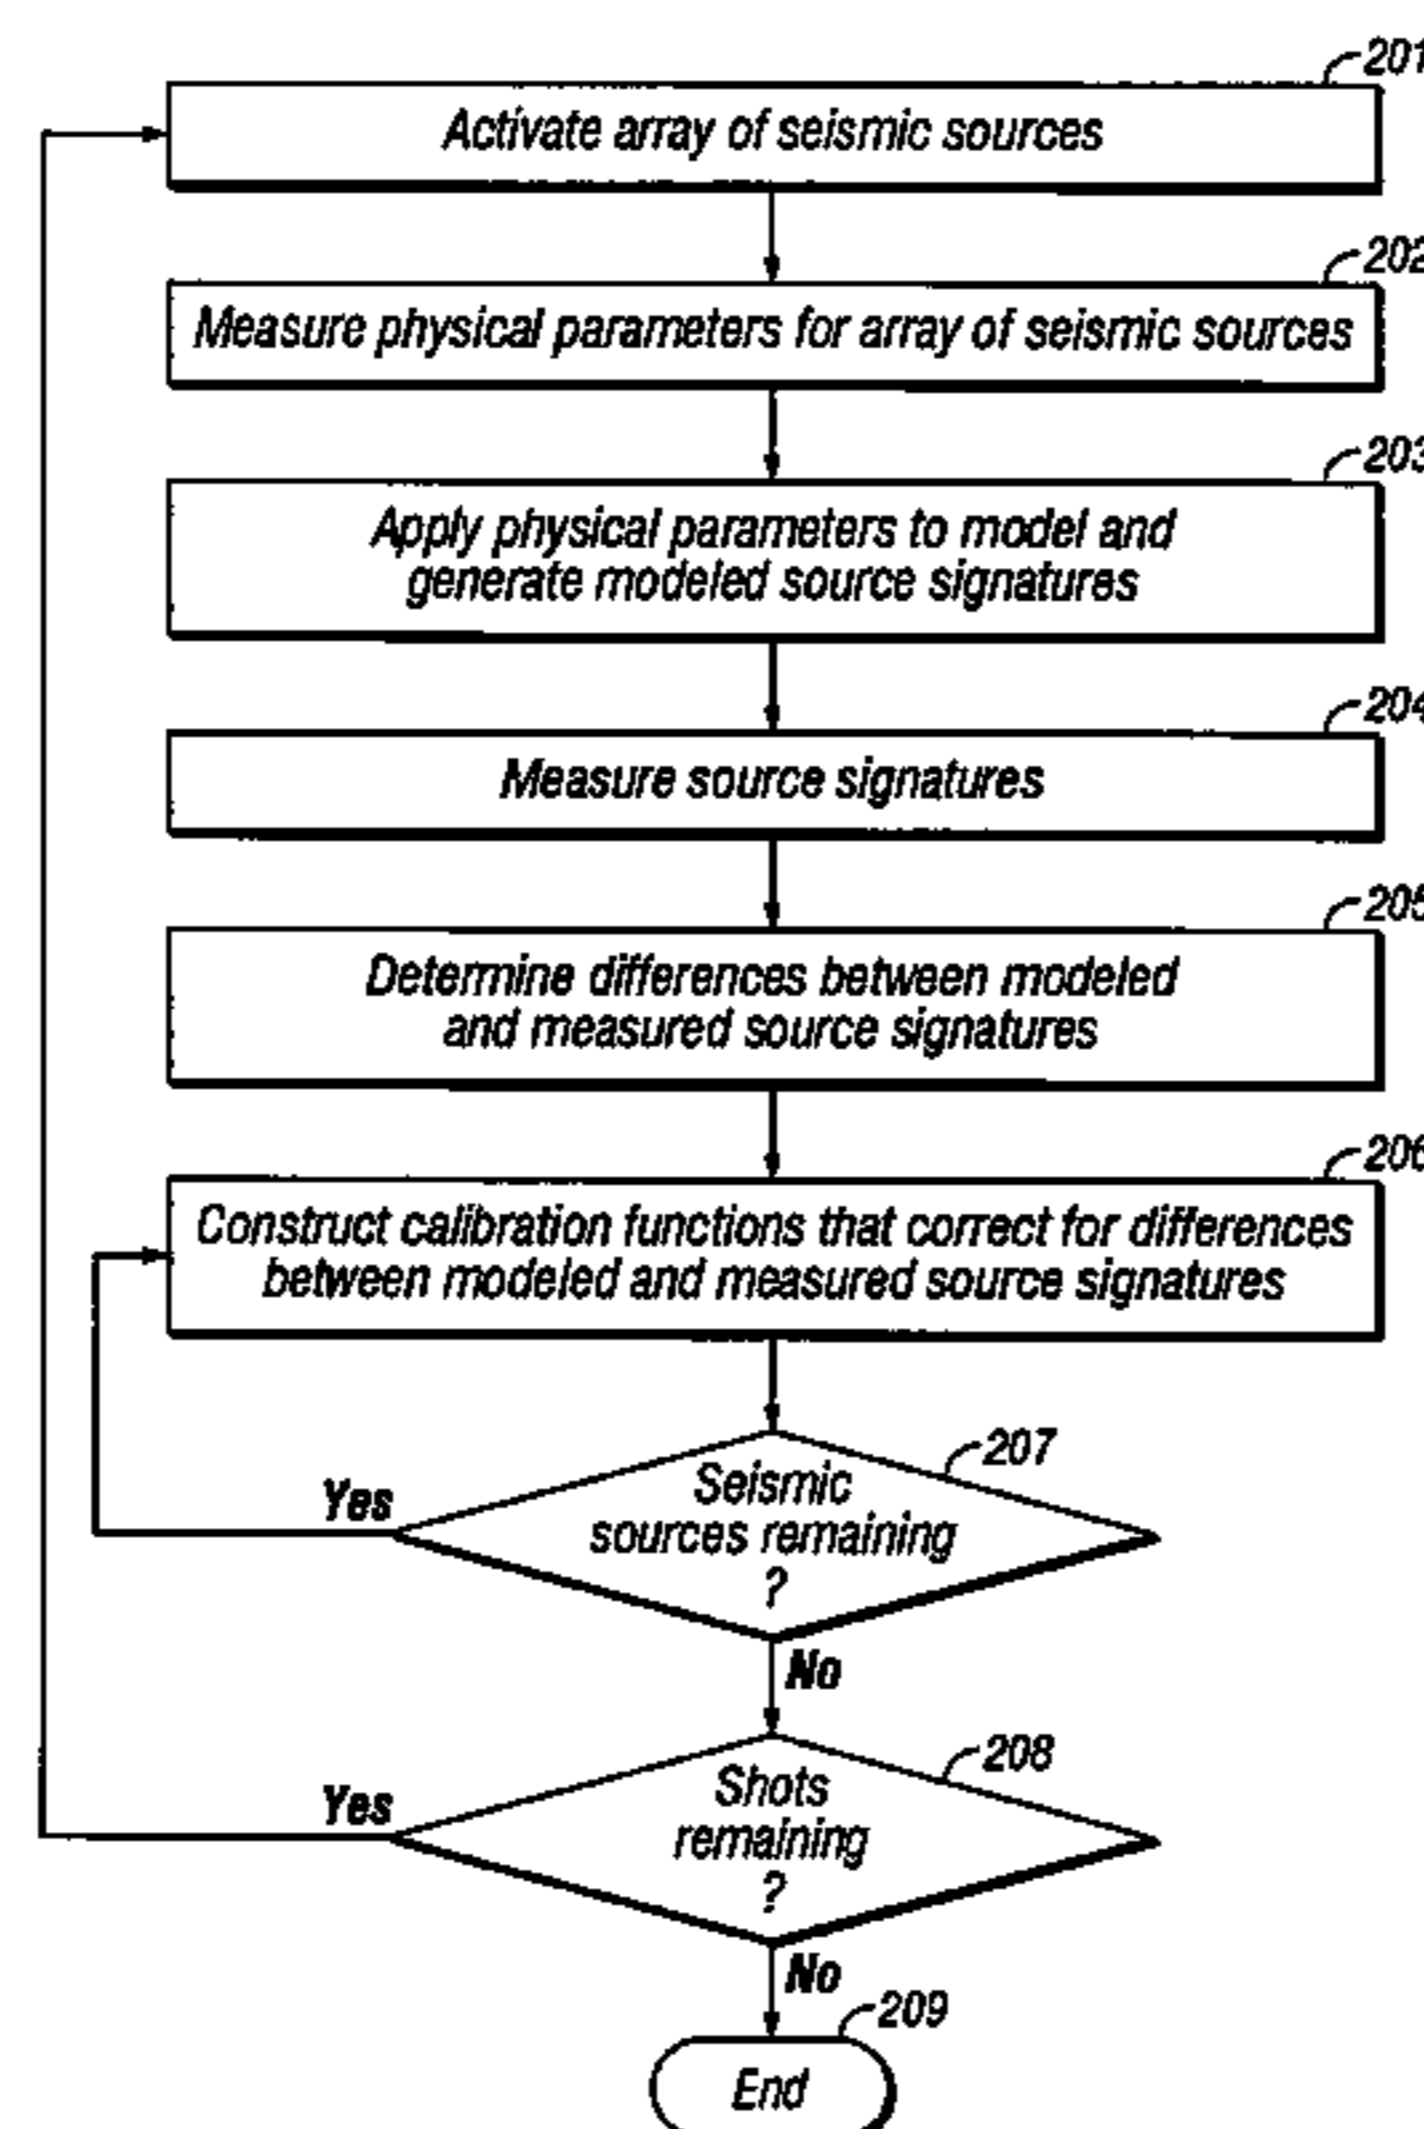 201
Activate array of seismic sources
202
Measure physical parameters for array of seismic sources
203
Apply physical parameters to model and
generate modeled source signatures
204
Measure source signatures
205
Determine differences between modeled
and measured source signatures
206
Construct calibration functions that correct for differences
between modeled and measured source signatures
207
Yes
Seismic
sources remaining
?
No
208
Yes
Shots
remaining
?
No
209
End